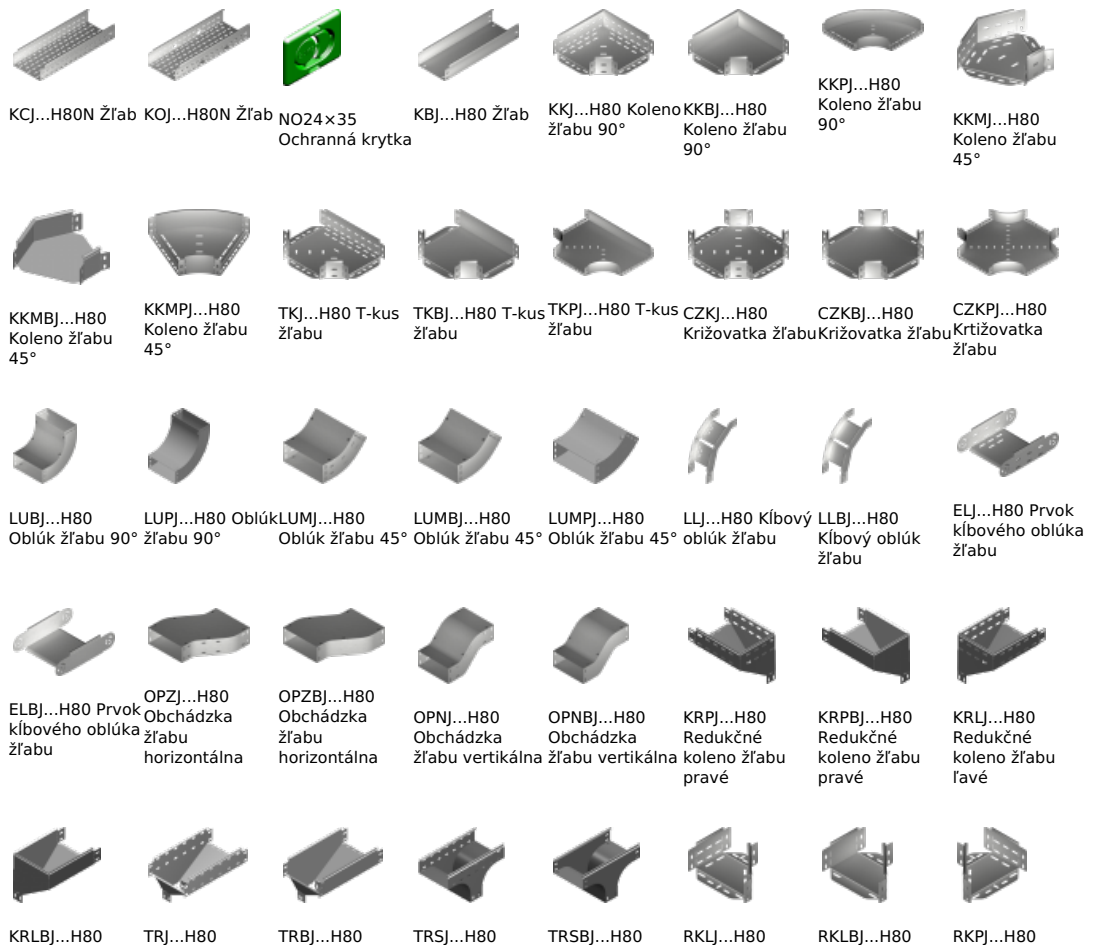 KCJ...H80N Žľab
KOJ...H80N Žľab
NO24×35
Ochranná krytka
KBJ...H80 Žľab
KKJ...H80 Koleno
žľabu 90°
KKBJ...H80
Koleno žľabu
90°
KKPJ...H80
Koleno žľabu
90°
KKMJ...H80
Koleno žľabu
45°
KKMBJ...H80
Koleno žľabu
45°
KKMPJ...H80
Koleno žľabu
45°
TKJ...H80 T-kus
žľabu
TKBJ...H80 T-kus
žľabu
TKPJ...H80 T-kus
žľabu
CZKJ...H80
Križovatka žľabu
CZKBJ...H80
Križovatka žľabu
CZKPJ...H80
Krtižovatka
žľabu
LUBJ...H80
Oblúk žľabu 90°
LUPJ...H80 Oblúk
žľabu 90°
LUMJ...H80
Oblúk žľabu 45°
LUMBJ...H80
Oblúk žľabu 45°
LUMPJ...H80
Oblúk žľabu 45°
LLJ...H80 Kĺbový
oblúk žľabu
LLBJ...H80
Kĺbový oblúk
žľabu
ELJ...H80 Prvok
kĺbového oblúka
žľabu
ELBJ...H80 Prvok
kĺbového oblúka
žľabu
OPZJ...H80
Obchádzka
žľabu
horizontálna
OPZBJ...H80
Obchádzka
žľabu
horizontálna
OPNJ...H80
Obchádzka
žľabu vertikálna
OPNBJ...H80
Obchádzka
žľabu vertikálna
KRPJ...H80
Redukčné
koleno žľabu
pravé
KRPBJ...H80
Redukčné
koleno žľabu
pravé
KRLJ...H80
Redukčné
koleno žľabu
ľavé
KRLBJ...H80
TRJ...H80
TRBJ...H80
TRSJ...H80
TRSBJ...H80
RKLJ...H80
RKLBJ...H80
RKPJ...H80